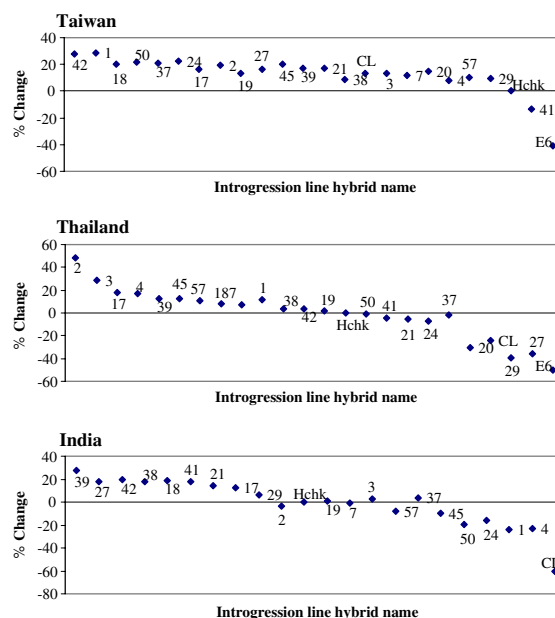 Taiwan
% Change
40
20
0
-20
-40
-60
42 1 18 50 37 24 17 2 19 27 45 39 21 38 CL 3 7 20 4 57 29 Hchk 41 E6
Introgression line hybrid name
Thailand
% Change
60
40
20
0
-20
-40
-60
2 3 17 4 39 45 57 187 1 38 42 19 Hchk 50 41 21 24 37 20 CL 29 27 E6
Introgression line hybrid name
India
% Change
40
20
0
-20
-40
-60
-80
39 27 42 38 18 41 21 17 29 2 Hchk 19 7 3 57 37 45 50 24 1 4 CL
Introgression line hybrid name